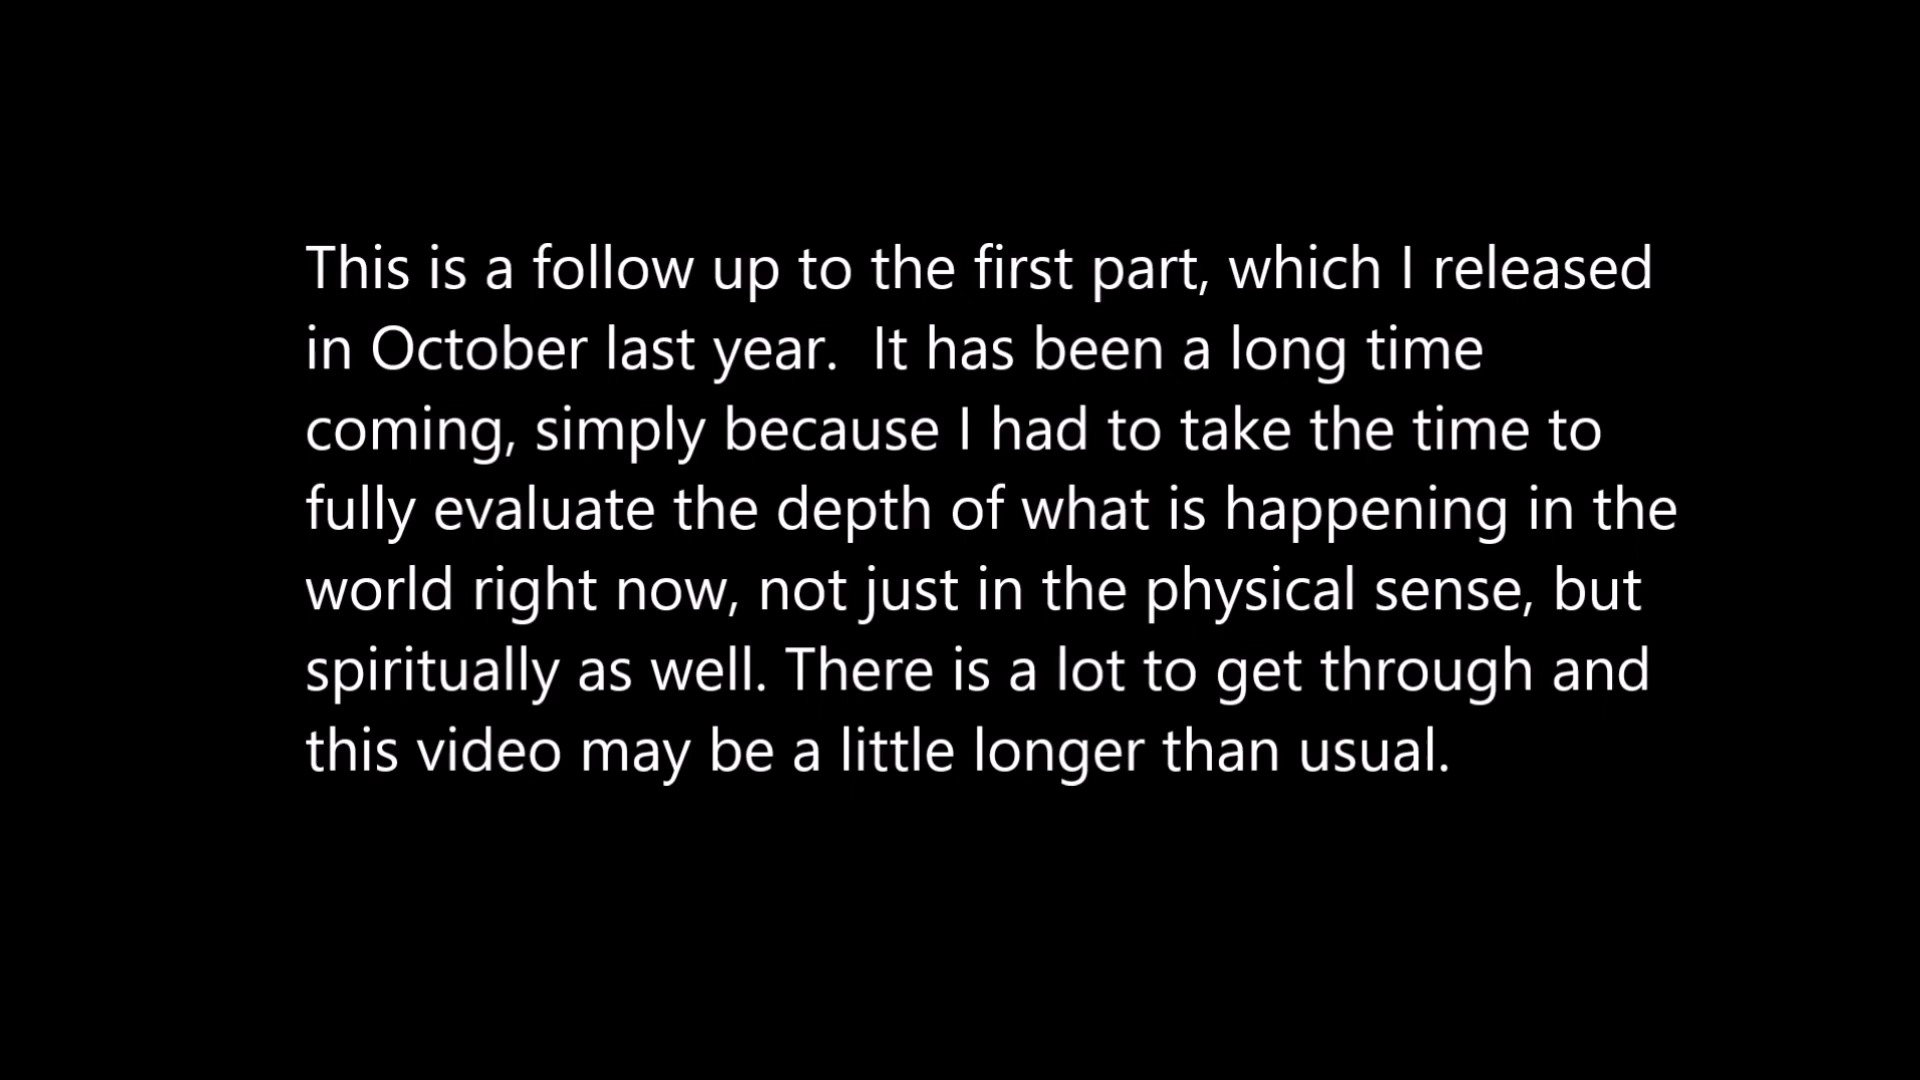 This is a follow up to the first part, which I released
in October last year.  It has been a long time
coming, simply because I had to take the time to
fully evaluate the depth of what is happening in the
world right now, not just in the physical sense, but
spiritually as well. There is a lot to get through and
this video may be a little longer than usual.